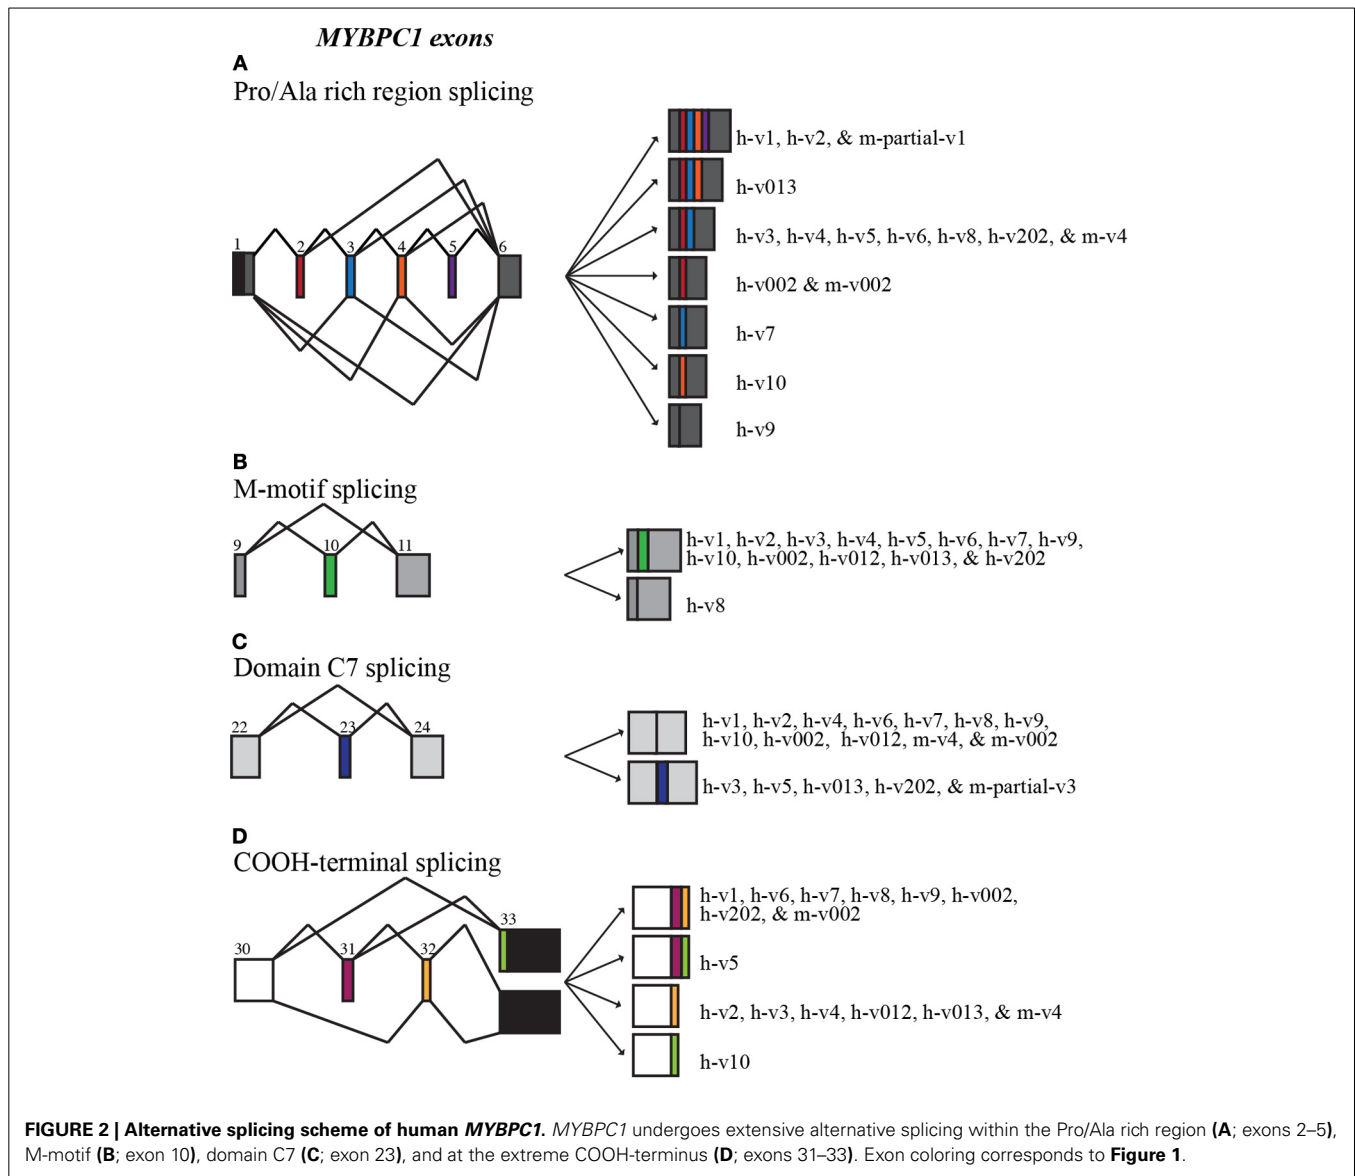 MYBPC1 exons
A
Pro/Ala rich region splicing
1
2
3
4
5
6
h-v1, h-v2, & m-partial-v1
h-v013
h-v3, h-v4, h-v5, h-v6, h-v8, h-v202, & m-v4
h-v002 & m-v002
h-v7
h-v10
h-v9
B
M-motif splicing
9
10
11
h-v1, h-v2, h-v3, h-v4, h-v5, h-v6, h-v7, h-v9,
h-v10, h-v002, h-v012, h-v013, & h-v202
h-v8
C
Domain C7 splicing
22
23
24
h-v1, h-v2, h-v4, h-v6, h-v7, h-v8, h-v9,
h-v10, h-v002, h-v012, m-v4, & m-v002
h-v3, h-v5, h-v013, h-v202, & m-partial-v3
D
COOH-terminal splicing
30
31
32
33
h-v1, h-v6, h-v7, h-v8, h-v9, h-v002,
h-v202, & m-v002
h-v5
h-v2, h-v3, h-v4, h-v012, h-v013, & m-v4
h-v10
FIGURE 2 | Alternative splicing scheme of human MYBPC1. MYBPC1 undergoes extensive alternative splicing within the Pro/Ala rich region (A; exons 2–5),
M-motif (B; exon 10), domain C7 (C; exon 23), and at the extreme COOH-terminus (D; exons 31–33). Exon coloring corresponds to Figure 1.